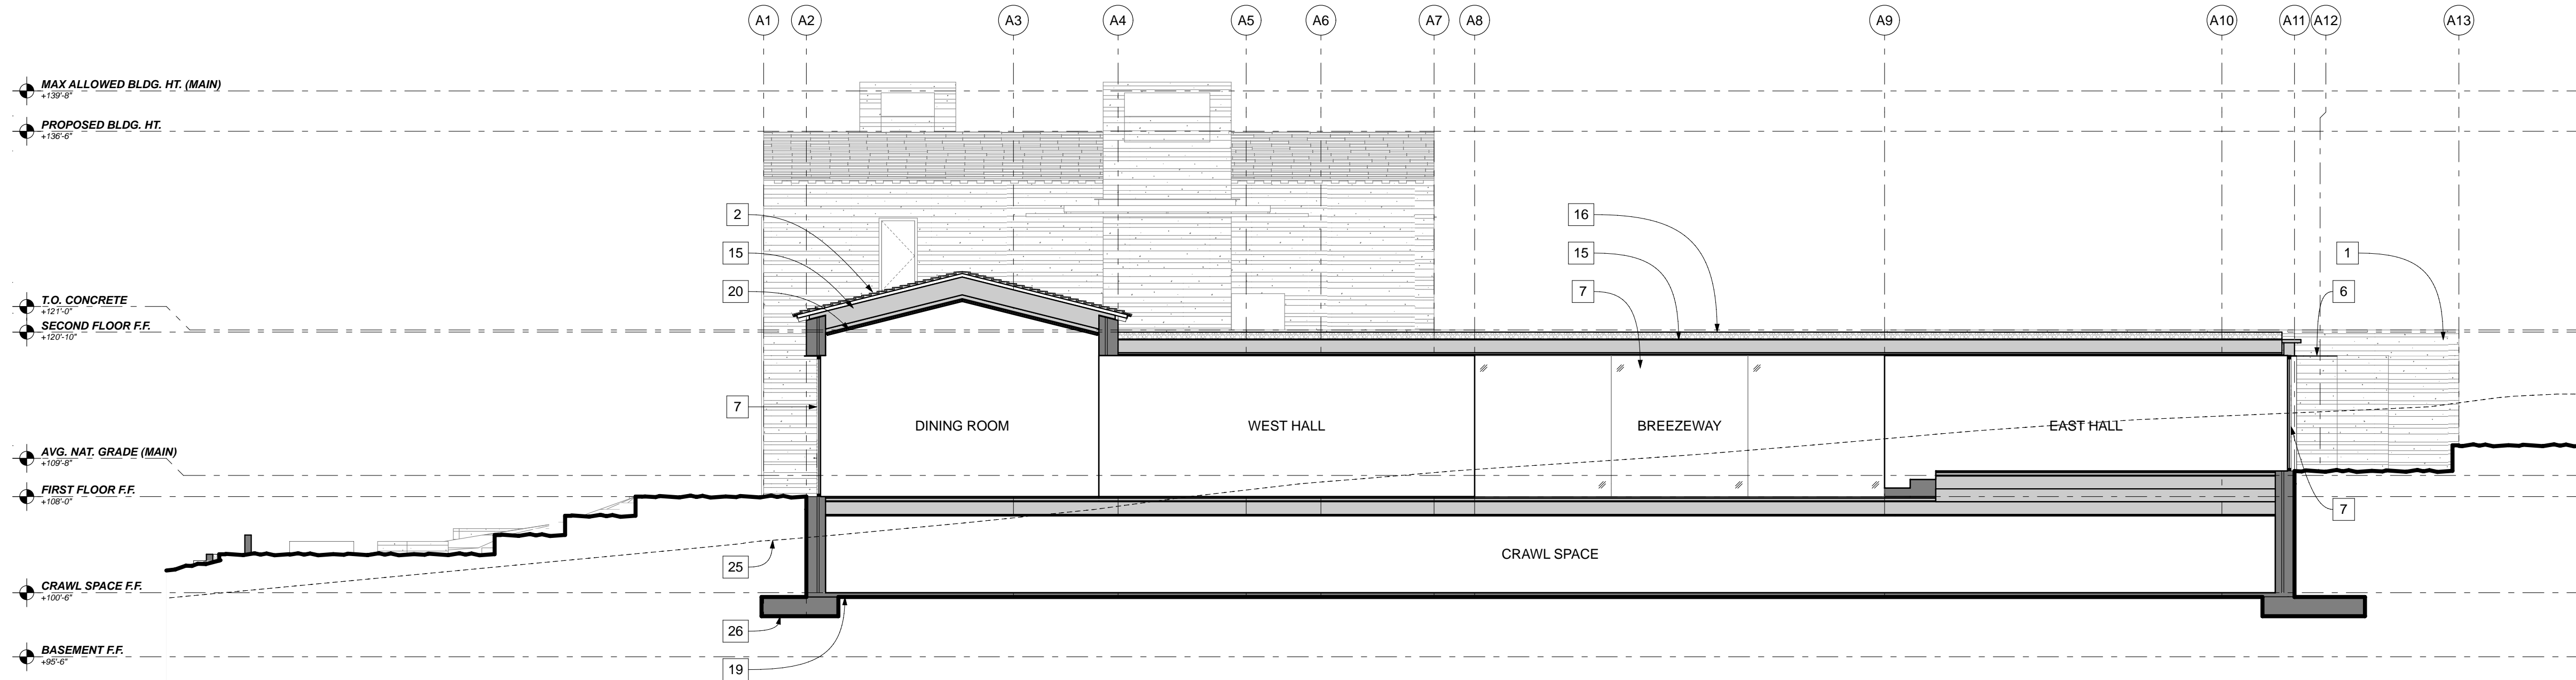 A1 A2 A3 A4 A5 A6 A7 A8 A9 A10 A11 A12 A13
MAX ALLOWED BLDG. HT. (MAIN)
+139'-8"
PROPOSED BLDG. HT.
+136'-6"
2
16
1
15
15
20
7
6
T.O. CONCRETE
+121'-0"
SECOND FLOOR F.F.
+120'-10"
7
DINING ROOM
WEST HALL
BREEZEWAY
EAST HALL
AVG. NAT. GRADE (MAIN)
+109'-8"
FIRST FLOOR F.F.
+108'-0"
7
CRAWL SPACE
25
CRAWL SPACE F.F.
+100'-6"
26
BASEMENT F.F.
+95'-6"
19